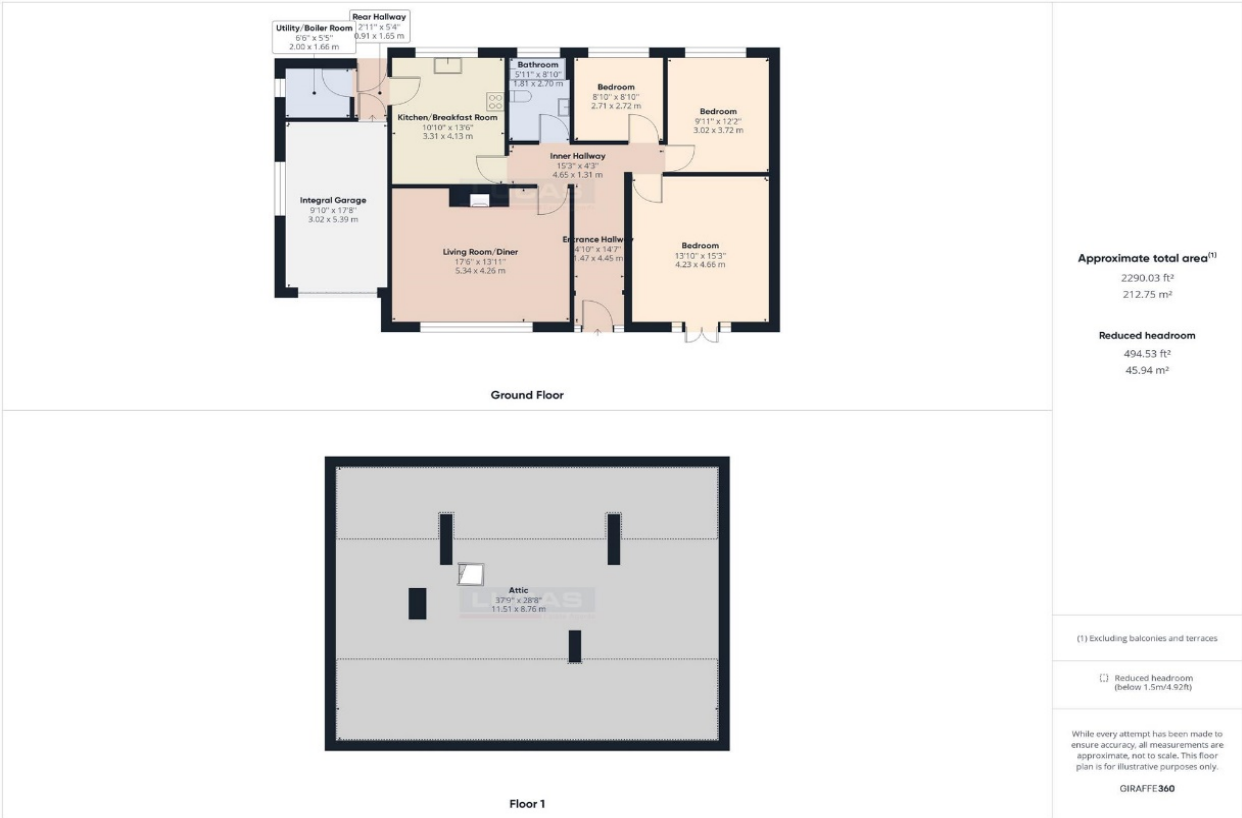 Rear Hallway
2'11" x 5'4"
0.91 x 1.65 m
Utility/Boiler Room
6'6" x 5'5"
2.00 x 1.66 m
Bathroom
5'11" x 8'10"
1.81 x 2.70 m
Bedroom
8'10" x 8'10"
2.71 x 2.72 m
Bedroom
9'11" x 12'2"
3.02 x 3.72 m
Kitchen/Breakfast Room
10'10" x 13'6"
3.31 x 4.13 m
Inner Hallway
15'3" x 4'3"
4.65 x 1.31 m
LUCAS
Integral Garage
9'10" x 17'8"
3.02 x 5.39 m
Living Room/Diner
17'6" x 13'11"
5.34 x 4.26 m
Entrance Hallway
4'10" x 14'7"
1.47 x 4.45 m
Bedroom
13'10" x 15'3"
4.23 x 4.66 m
Ground Floor
Attic
37'9" x 28'8"
11.51 x 8.76 m
LUCAS
Floor 1
Approximate total area(1)
2290.03 ft²
212.75 m²
Reduced headroom
494.53 ft²
45.94 m²
(1) Excluding balconies and terraces
Reduced headroom
(below 1.5m/4.92ft)
While every attempt has been made to
ensure accuracy, all measurements are
approximate, not to scale. This floor
plan is for illustrative purposes only.
GIRAFFE360